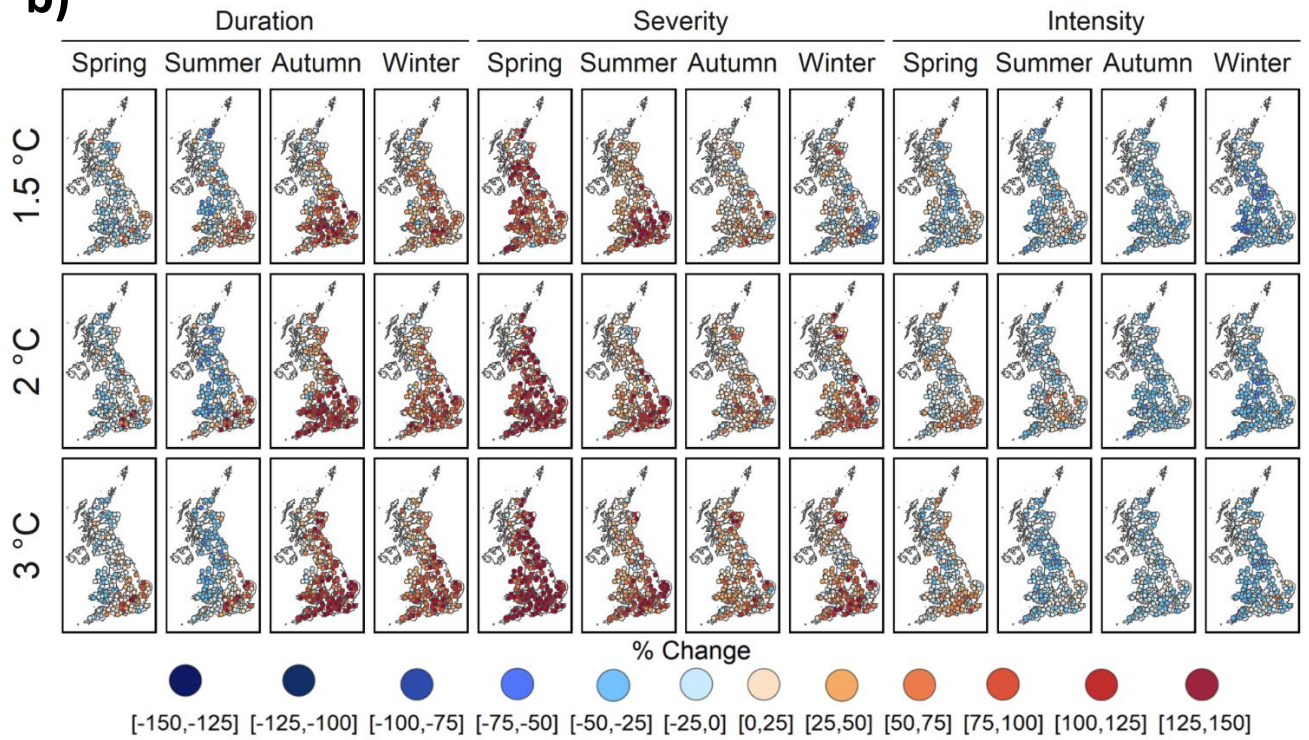 b)
Duration Severity Intensity
Spring Summer Autumn Winter Spring Summer Autumn Winter Spring Summer Autumn Winter
1.5 °C
2 °C
3 °C
% Change
[-150,-125] [-125,-100] [-100,-75] [-75,-50] [-50,-25] [-25,0] [0,25] [25,50] [50,75] [75,100] [100,125] [125,150]